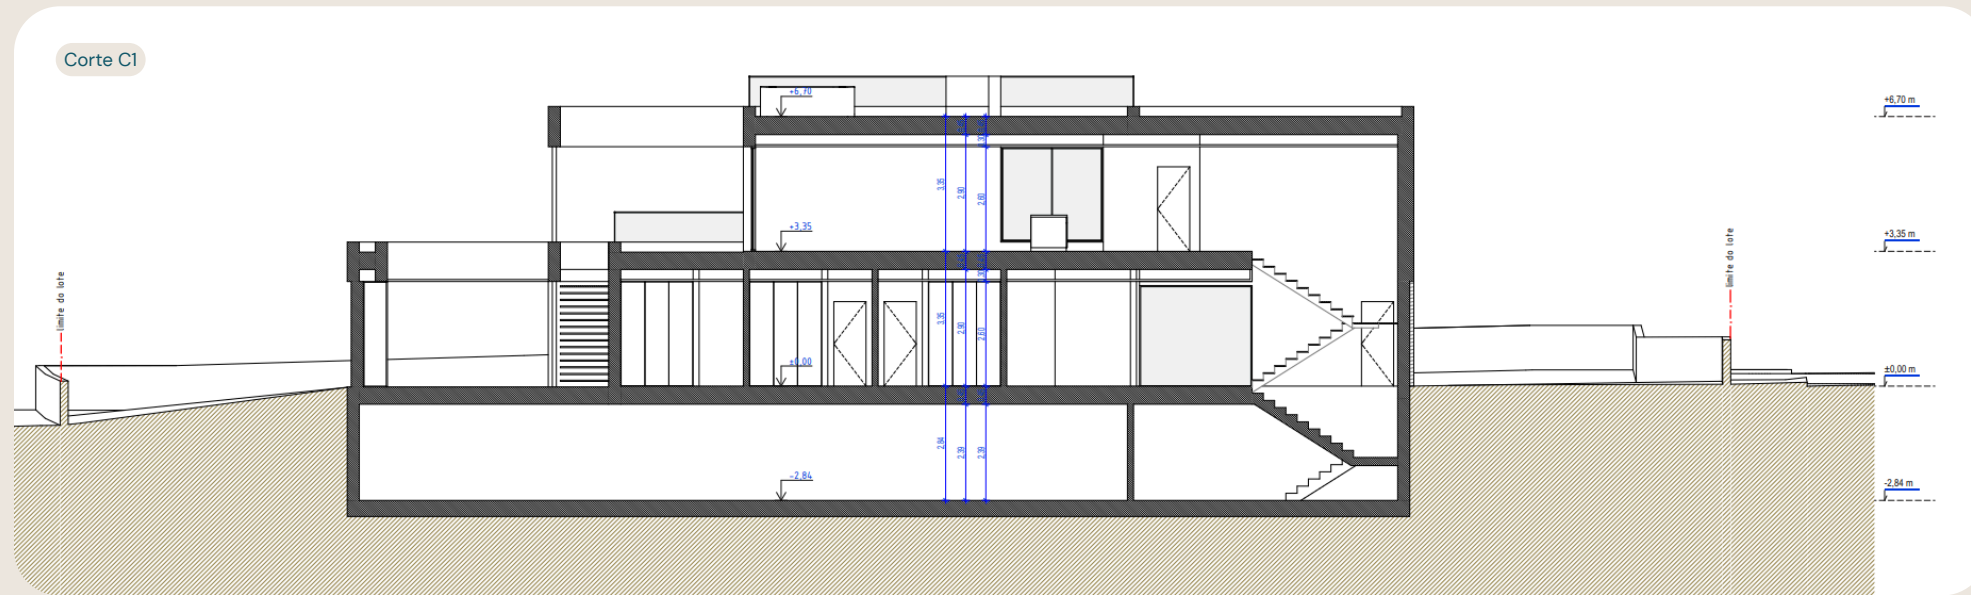 Corte C1
+6,70
+6,70 m
3,35
2,90
2,60
+3,35
+3,35 m
limite do lote
limite do lote
3,35
2,90
2,60
±0,00
±0,00 m
2,84
2,39
2,39
-2,84
-2,84 m